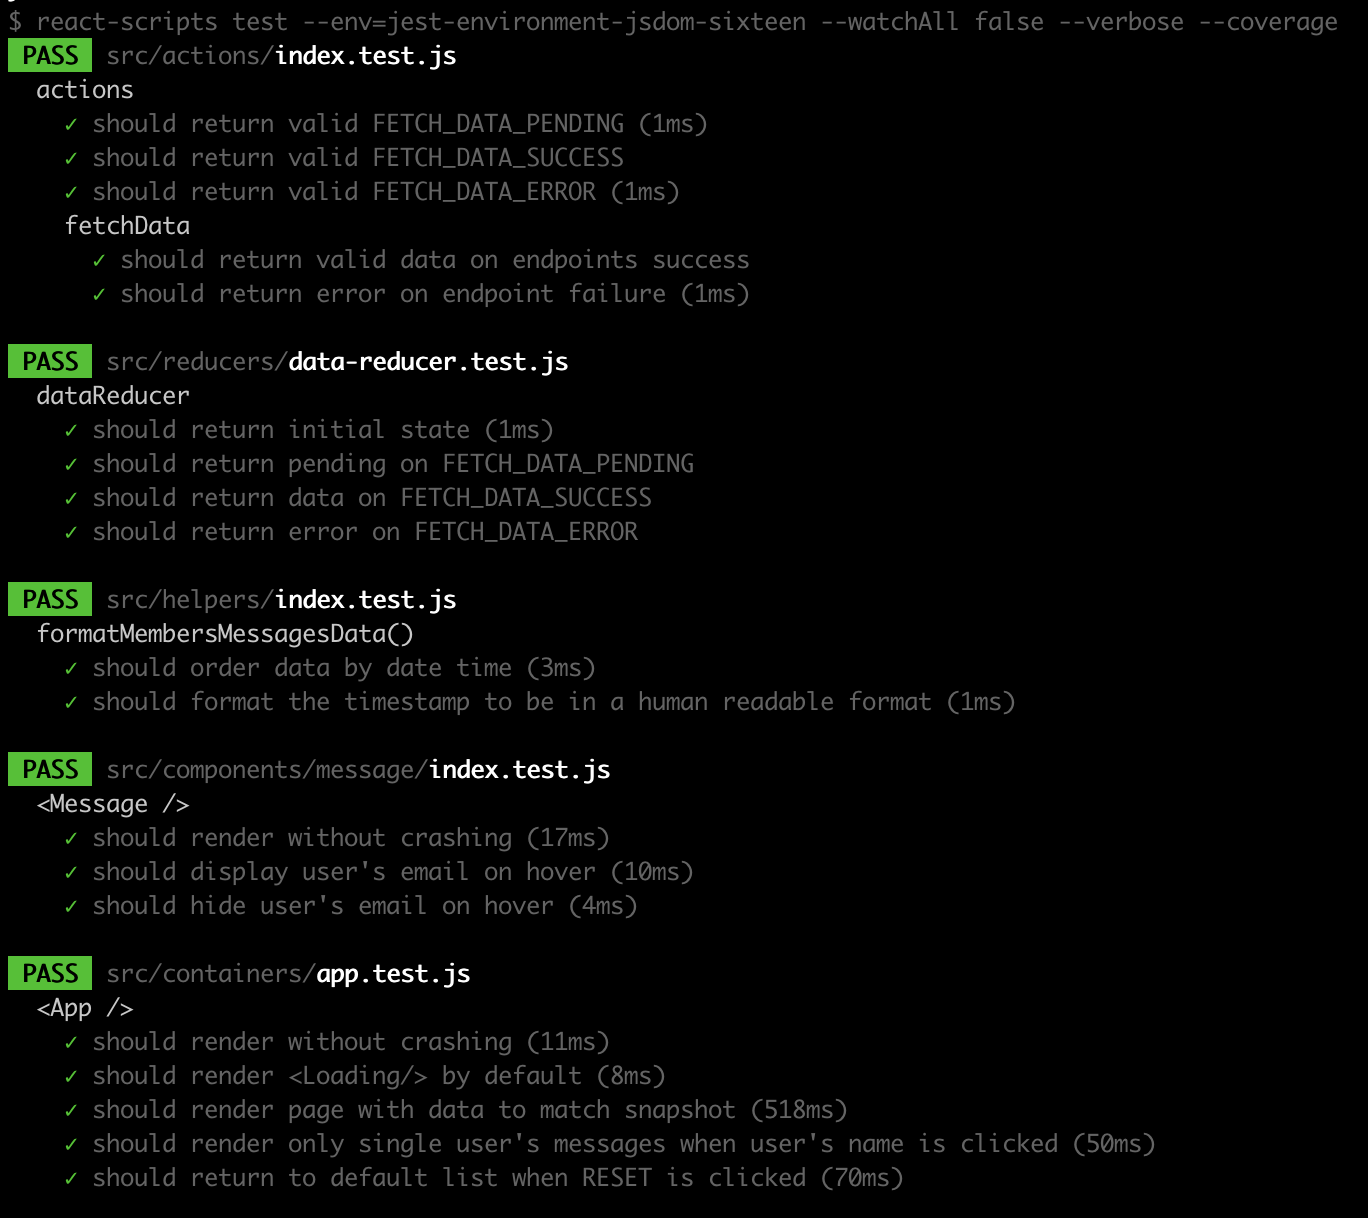 $ react-scripts test --env=jest-environment-jsdom-sixteen --watchAll false --verbose --coverage
PASS src/actions/index.test.js
actions
✓ should return valid FETCH_DATA_PENDING (1ms)
✓ should return valid FETCH_DATA_SUCCESS
✓ should return valid FETCH_DATA_ERROR (1ms)
fetchData
✓ should return valid data on endpoints success
✓ should return error on endpoint failure (1ms)
PASS src/reducers/data-reducer.test.js
dataReducer
✓ should return initial state (1ms)
✓ should return pending on FETCH_DATA_PENDING
✓ should return data on FETCH_DATA_SUCCESS
✓ should return error on FETCH_DATA_ERROR
PASS src/helpers/index.test.js
formatMembersMessagesData()
✓ should order data by date time (3ms)
✓ should format the timestamp to be in a human readable format (1ms)
PASS src/components/message/index.test.js
<Message />
✓ should render without crashing (17ms)
✓ should display user's email on hover (10ms)
✓ should hide user's email on hover (4ms)
PASS src/containers/app.test.js
<App />
✓ should render without crashing (11ms)
✓ should render <Loading/> by default (8ms)
✓ should render page with data to match snapshot (518ms)
✓ should render only single user's messages when user's name is clicked (50ms)
✓ should return to default list when RESET is clicked (70ms)